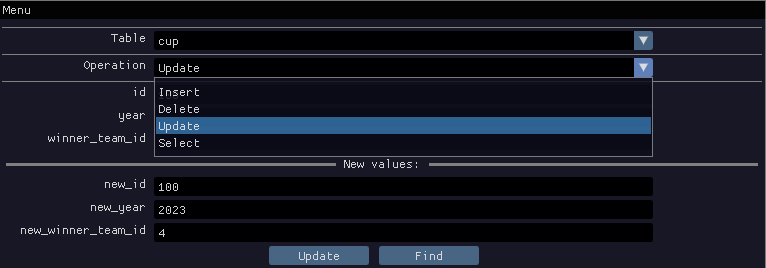 Menu
Table cup
Operation Update
id Insert
year Delete
Update
winner_team_id Select
New values:
new_id 100
new_year 2023
new_winner_team_id 4
Update Find